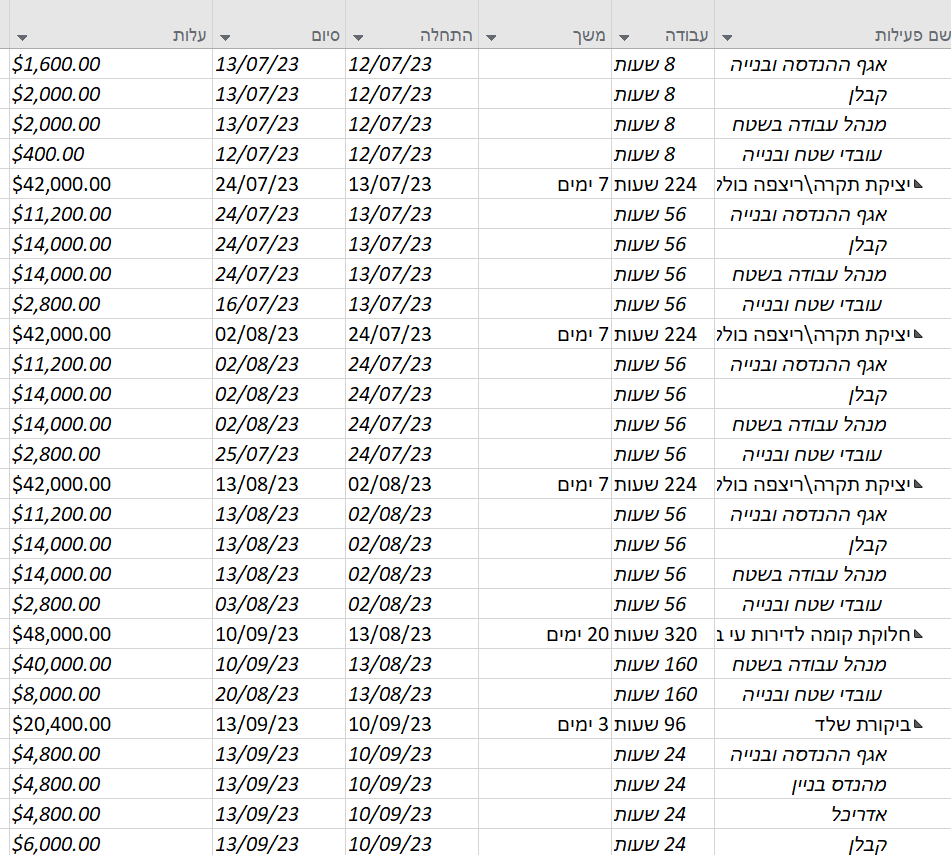 שם פעילות עבודה משך התחלה סיום עלות
אגף ההנדסה ובנייה 8 שעות 12/07/23 13/07/23 $1,600.00
קבלן 8 שעות 12/07/23 13/07/23 $2,000.00
מנהל עבודה בשטח 8 שעות 12/07/23 13/07/23 $2,000.00
עובדי שטח ובנייה 8 שעות 12/07/23 12/07/23 $400.00
יציקת תקרה\ריצפה כולל 224 שעות 7 ימים 13/07/23 24/07/23 $42,000.00
אגף ההנדסה ובנייה 56 שעות 13/07/23 24/07/23 $11,200.00
קבלן 56 שעות 13/07/23 24/07/23 $14,000.00
מנהל עבודה בשטח 56 שעות 13/07/23 24/07/23 $14,000.00
עובדי שטח ובנייה 56 שעות 13/07/23 16/07/23 $2,800.00
יציקת תקרה\ריצפה כולל 224 שעות 7 ימים 24/07/23 02/08/23 $42,000.00
אגף ההנדסה ובנייה 56 שעות 24/07/23 02/08/23 $11,200.00
קבלן 56 שעות 24/07/23 02/08/23 $14,000.00
מנהל עבודה בשטח 56 שעות 24/07/23 02/08/23 $14,000.00
עובדי שטח ובנייה 56 שעות 24/07/23 25/07/23 $2,800.00
יציקת תקרה\ריצפה כולל 224 שעות 7 ימים 02/08/23 13/08/23 $42,000.00
אגף ההנדסה ובנייה 56 שעות 02/08/23 13/08/23 $11,200.00
קבלן 56 שעות 02/08/23 13/08/23 $14,000.00
מנהל עבודה בשטח 56 שעות 02/08/23 13/08/23 $14,000.00
עובדי שטח ובנייה 56 שעות 02/08/23 03/08/23 $2,800.00
חלוקת קומה לדירות עי ב 320 שעות 20 ימים 13/08/23 10/09/23 $48,000.00
מנהל עבודה בשטח 160 שעות 13/08/23 10/09/23 $40,000.00
עובדי שטח ובנייה 160 שעות 13/08/23 20/08/23 $8,000.00
ביקורת שלד 96 שעות 3 ימים 10/09/23 13/09/23 $20,400.00
אגף ההנדסה ובנייה 24 שעות 10/09/23 13/09/23 $4,800.00
מהנדס בניין 24 שעות 10/09/23 13/09/23 $4,800.00
אדריכל 24 שעות 10/09/23 13/09/23 $4,800.00
קבלן 24 שעות 10/09/23 13/09/23 $6,000.00